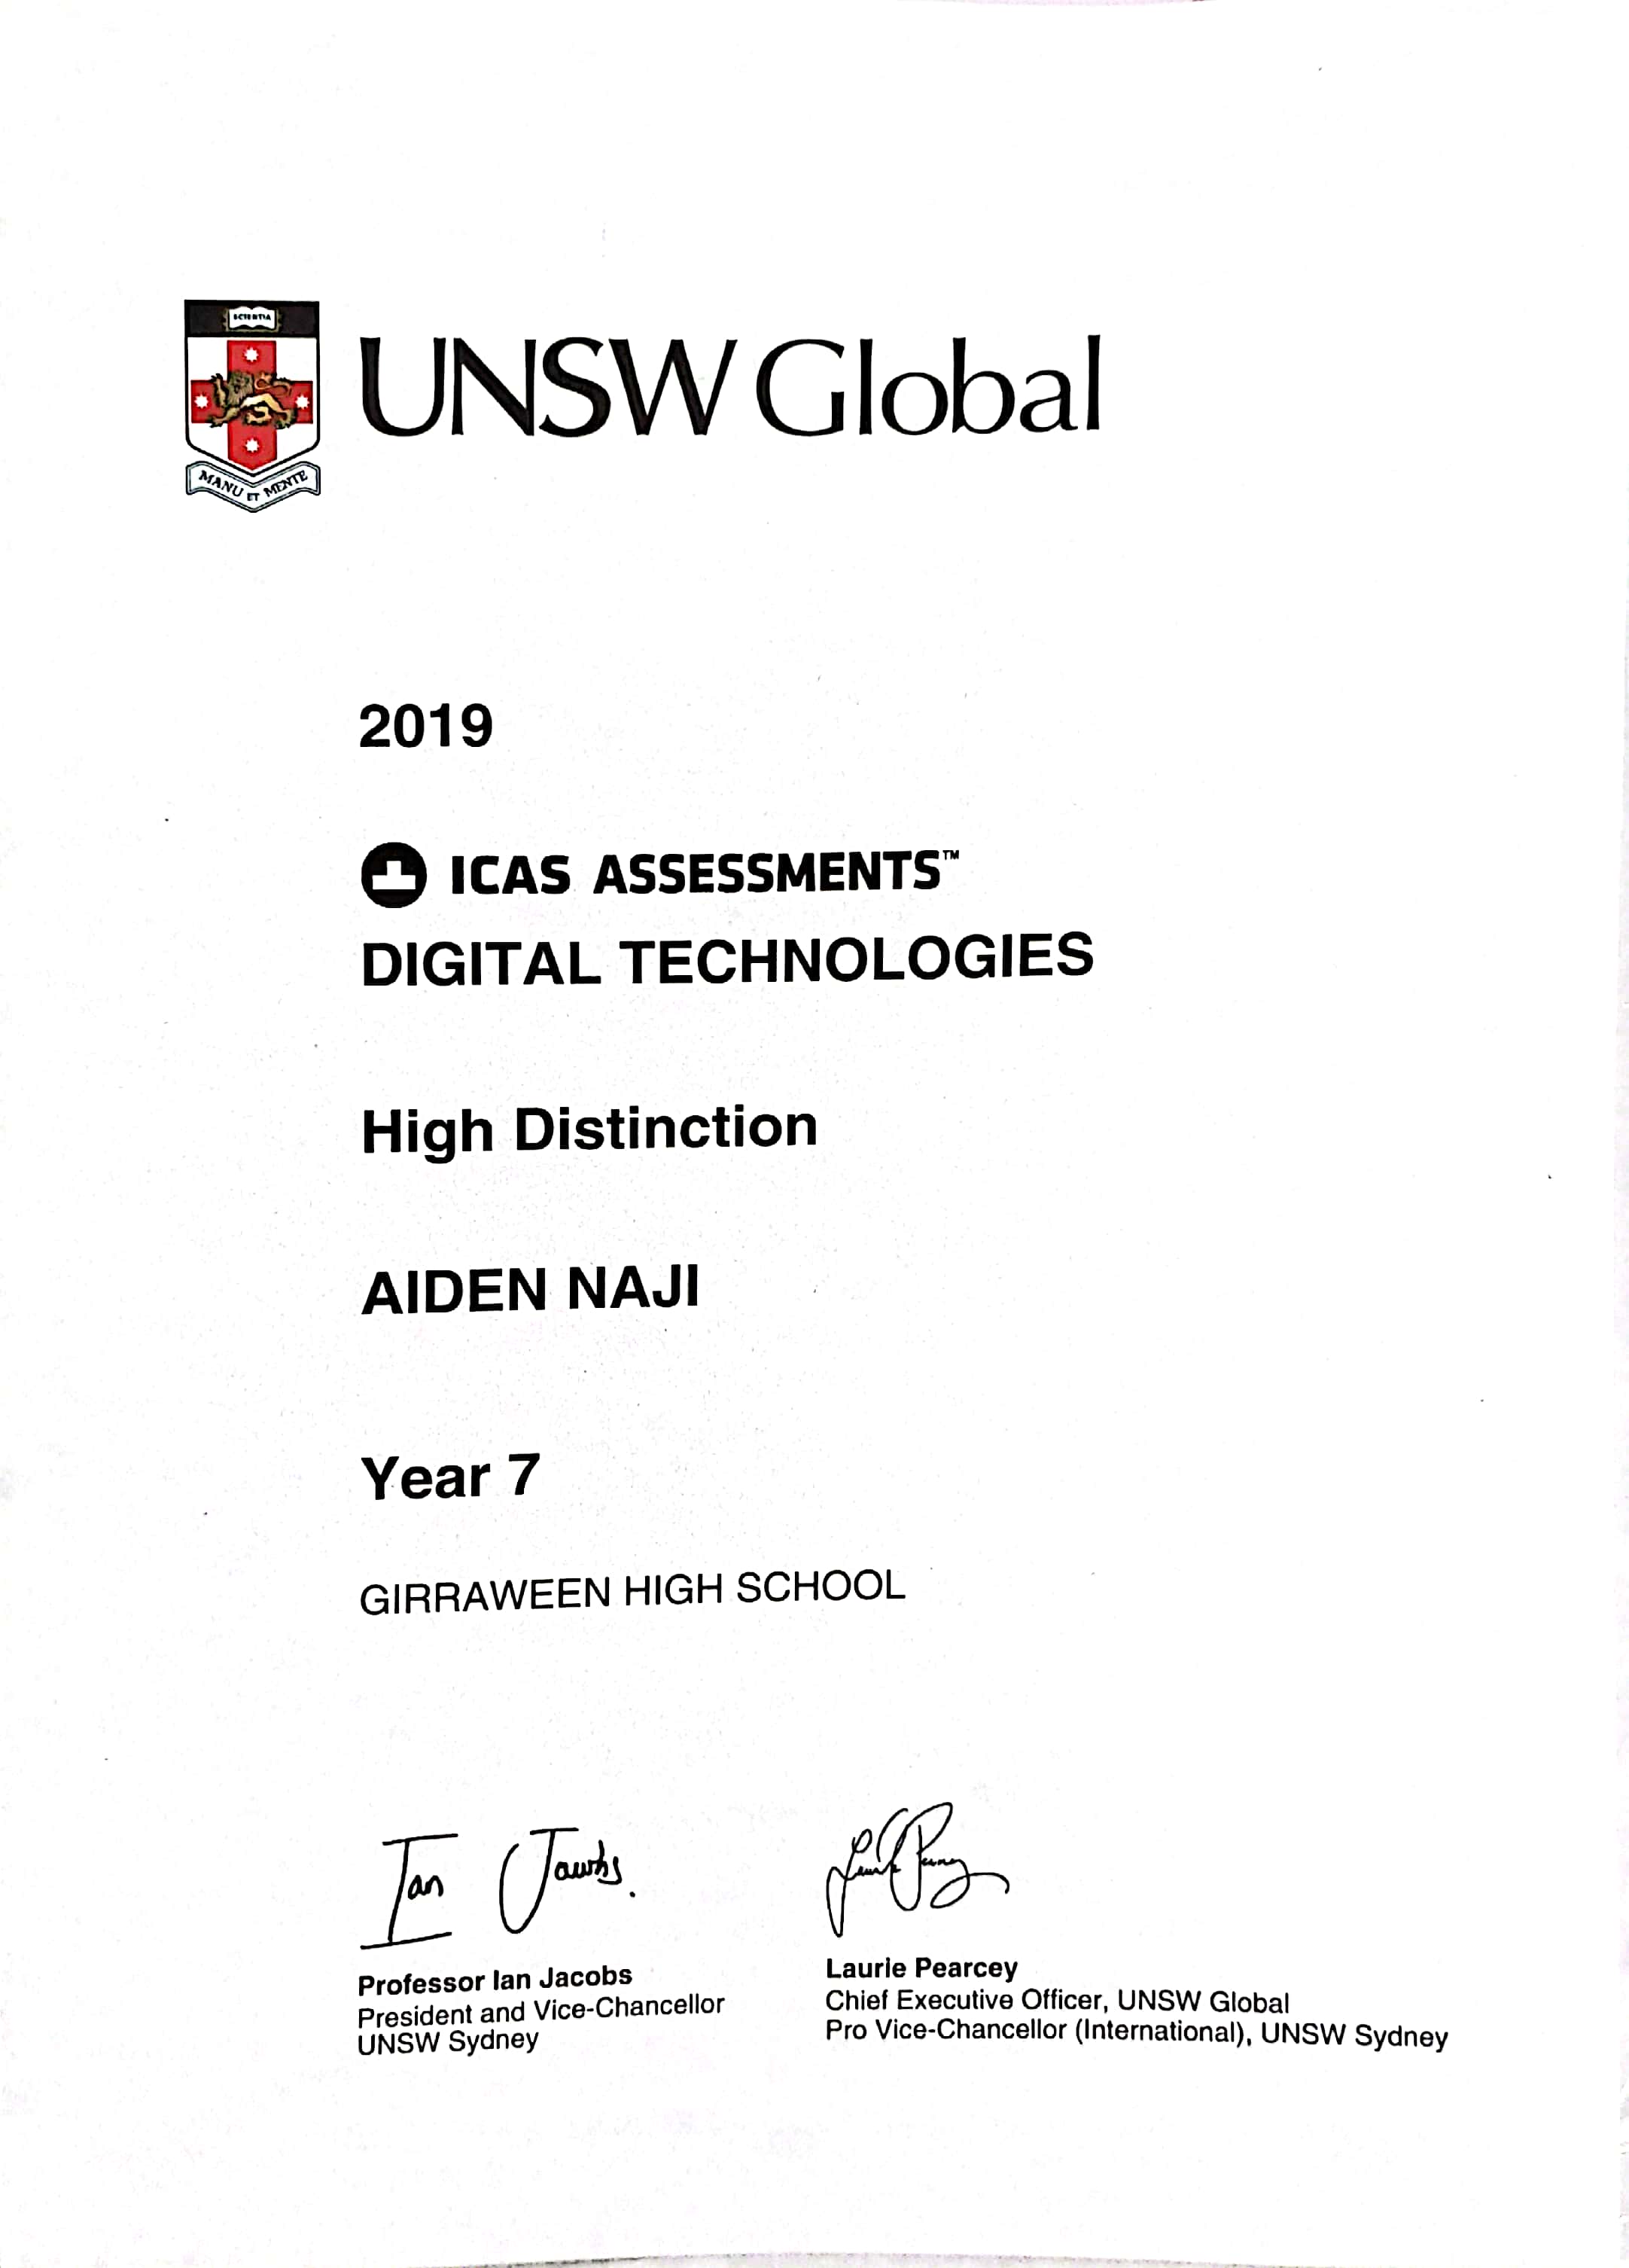 SCIENTIA
UNSW Global
MANU ET MENTE
2019
ICAS ASSESSMENTS™
DIGITAL TECHNOLOGIES
High Distinction
AIDEN NAJI
Year 7
GIRRAWEEN HIGH SCHOOL
Ian Jacobs.
Professor Ian Jacobs
President and Vice-Chancellor
UNSW Sydney
Laurie Pearcey
Chief Executive Officer, UNSW Global
Pro Vice-Chancellor (International), UNSW Sydney